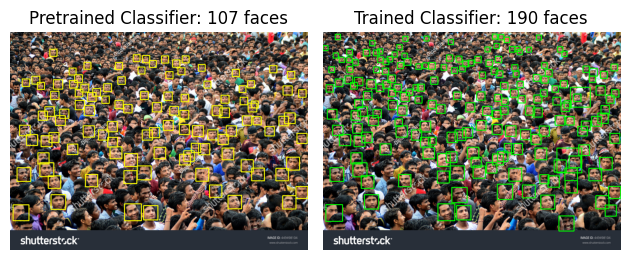 Pretrained Classifier: 107 faces
Trained Classifier: 190 faces
shutterstock
shutterstock